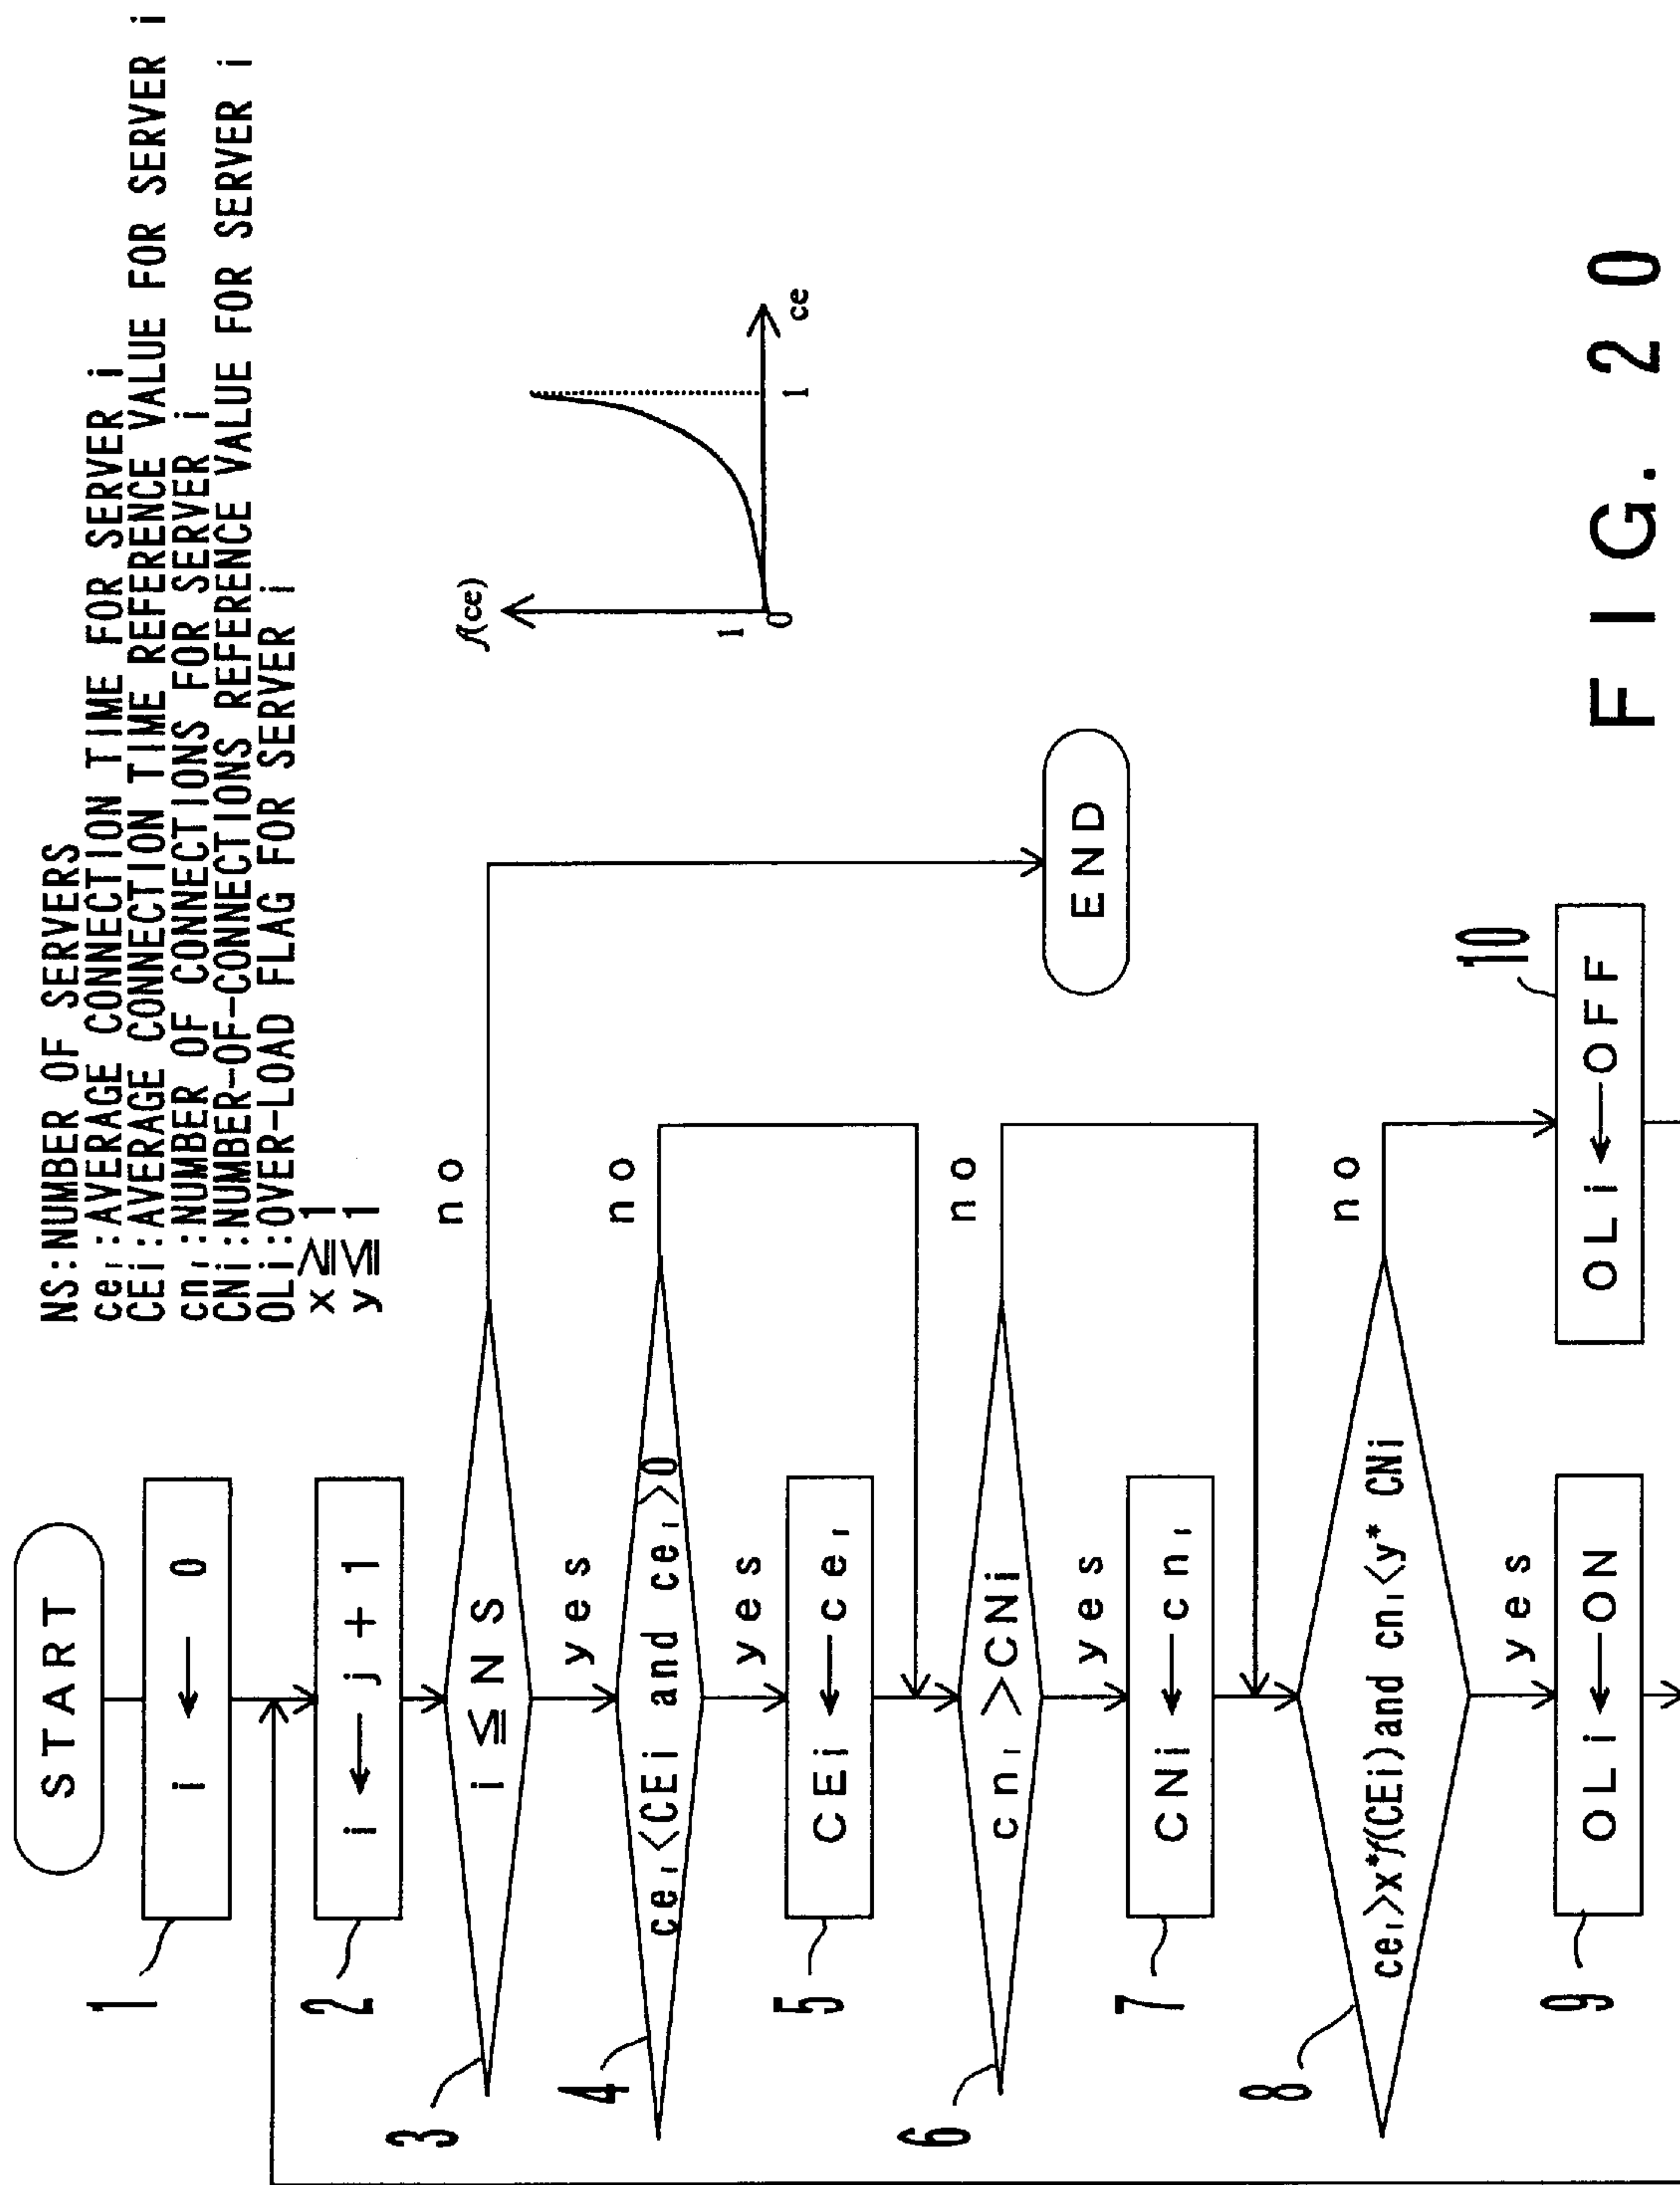 NS:NUMBER OF SERVERS
ceᵢ:AVERAGE CONNECTION TIME FOR SERVER i
CEi:AVERAGE CONNECTION TIME REFERENCE VALUE FOR SERVER i
cnᵢ:NUMBER OF CONNECTIONS FOR SERVER i
CNi:NUMBER-OF-CONNECTIONS REFERENCE VALUE FOR SERVER i
OLi:OVER-LOAD FLAG FOR SERVER i
x≧1
y≦1
START
1
i ← 0
2
i ← j + 1
3
i ≦ N S
no
yes
4
ceᵢ<CEi and ceᵢ>0
no
yes
5
CEi ← ceᵢ
6
cnᵢ >CNi
no
yes
7
CNi ← cnᵢ
8
ceᵢ>x*f(CEi)and cnᵢ<y* CNi
no
yes
9
OLi ← ON
10
OLi ← OFF
END
f(ce)
1
0
1
ce
FIG. 20